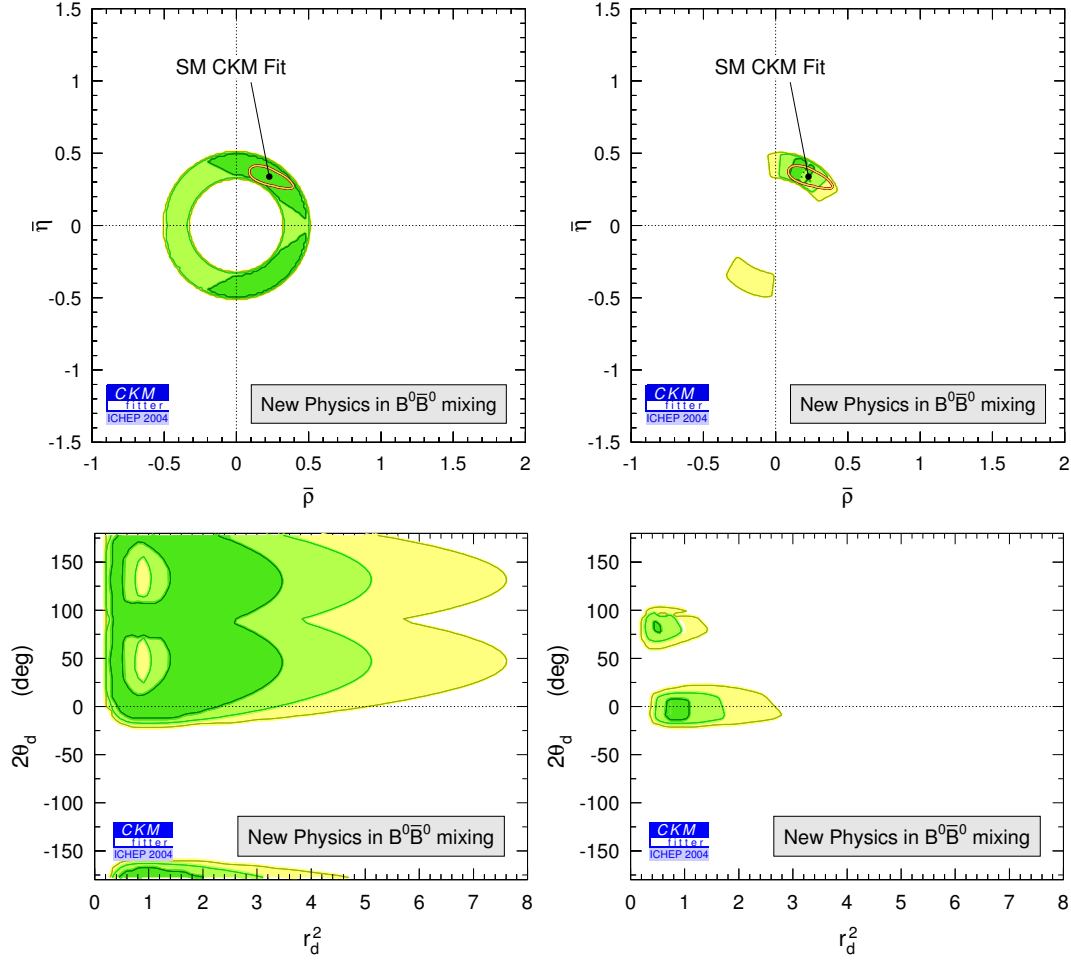 1.5
1
0.5
0
-0.5
-1
-1.5
-1 -0.5 0 0.5 1 1.5 2
η̅
ρ̅
SM CKM Fit
CKM
fitter
ICHEP 2004
New Physics in B⁰B̅⁰ mixing
1.5
1
0.5
0
-0.5
-1
-1.5
-1 -0.5 0 0.5 1 1.5 2
η̅
ρ̅
SM CKM Fit
CKM
fitter
ICHEP 2004
New Physics in B⁰B̅⁰ mixing
150
100
50
0
-50
-100
-150
0 1 2 3 4 5 6 7 8
2θ_d (deg)
r_d^2
CKM
fitter
ICHEP 2004
New Physics in B⁰B̅⁰ mixing
150
100
50
0
-50
-100
-150
0 1 2 3 4 5 6 7 8
2θ_d (deg)
r_d^2
CKM
fitter
ICHEP 2004
New Physics in B⁰B̅⁰ mixing